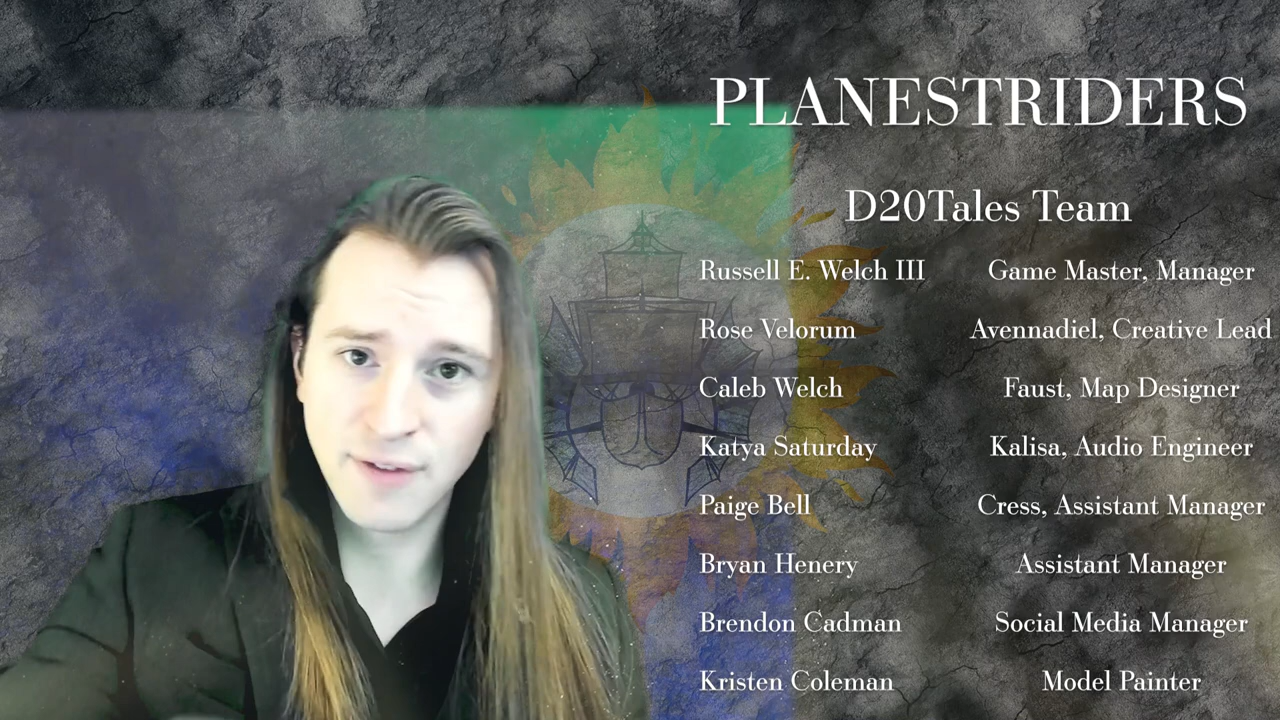 PLANESTRIDERS
D20Tales Team
Russell E. Welch III Game Master, Manager
Rose Velorum Avennadiel, Creative Lead
Caleb Welch Faust, Map Designer
Katya Saturday Kalisa, Audio Engineer
Paige Bell Cress, Assistant Manager
Bryan Henery Assistant Manager
Brendon Cadman Social Media Manager
Kristen Coleman Model Painter